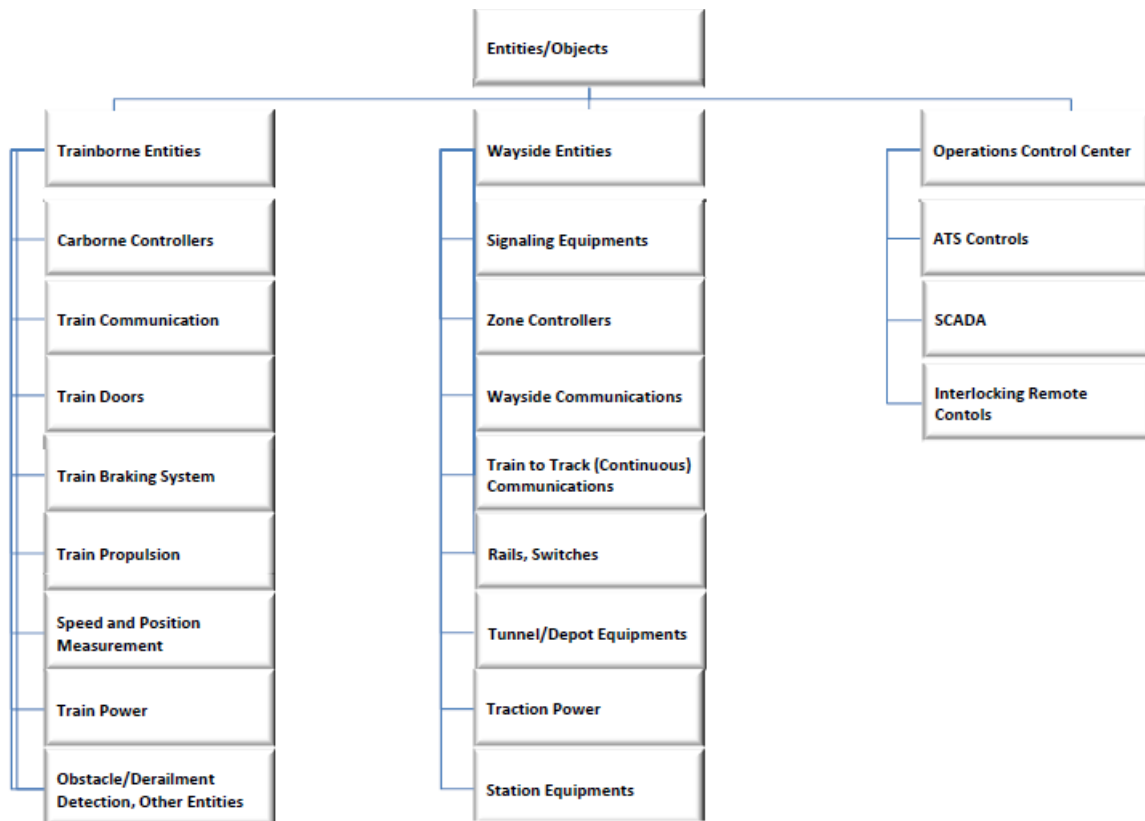 Entities/Objects
Trainborne Entities
Carborne Controllers
Train Communication
Train Doors
Train Braking System
Train Propulsion
Speed and Position
Measurement
Train Power
Obstacle/Derailment
Detection, Other Entities
Wayside Entities
Signaling Equipments
Zone Controllers
Wayside Communications
Train to Track (Continuous)
Communications
Rails, Switches
Tunnel/Depot Equipments
Traction Power
Station Equipments
Operations Control Center
ATS Controls
SCADA
Interlocking Remote
Contols